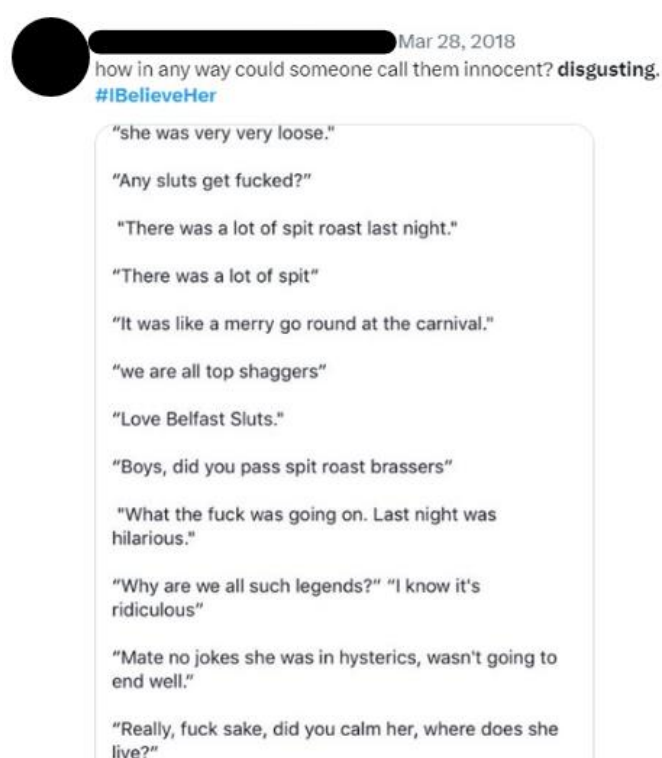 Mar 28, 2018
how in any way could someone call them innocent? disgusting.
#IBelieveHer
“she was very very loose."
“Any sluts get fucked?”
"There was a lot of spit roast last night."
“There was a lot of spit”
“It was like a merry go round at the carnival."
“we are all top shaggers”
“Love Belfast Sluts."
“Boys, did you pass spit roast brassers”
"What the fuck was going on. Last night was
hilarious."
“Why are we all such legends?” “I know it's
ridiculous”
“Mate no jokes she was in hysterics, wasn't going to
end well.”
“Really, fuck sake, did you calm her, where does she
live?”